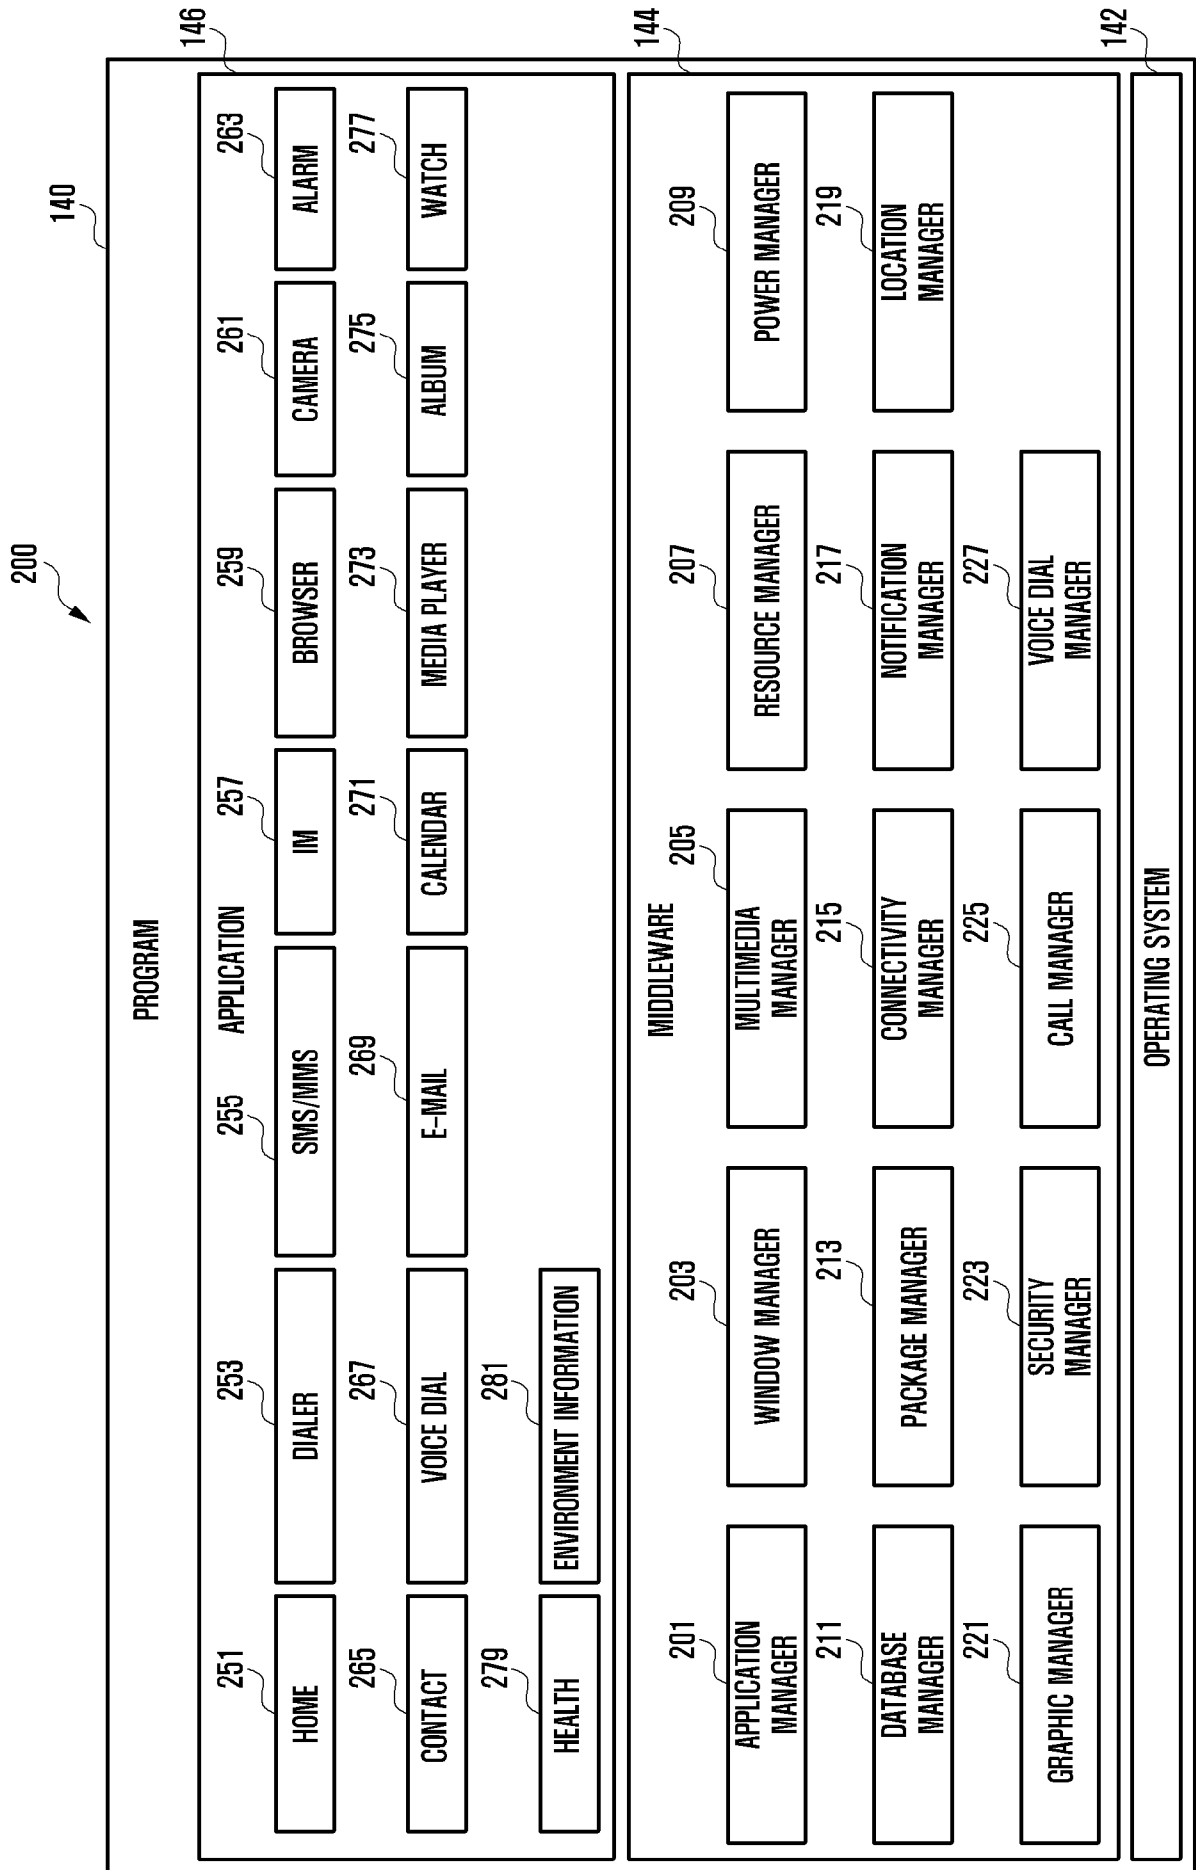 200
140
PROGRAM
146
APPLICATION
251
253
255
257
259
261
263
HOME
DIALER
SMS/MMS
IM
BROWSER
CAMERA
ALARM
265
267
269
271
273
275
277
CONTACT
VOICE DIAL
E-MAIL
CALENDAR
MEDIA PLAYER
ALBUM
WATCH
279
281
HEALTH
ENVIRONMENT INFORMATION
144
MIDDLEWARE
201
203
205
207
209
APPLICATION
MANAGER
WINDOW MANAGER
MULTIMEDIA
MANAGER
RESOURCE MANAGER
POWER MANAGER
211
213
215
217
219
DATABASE
MANAGER
PACKAGE MANAGER
CONNECTIVITY
MANAGER
NOTIFICATION
MANAGER
LOCATION
MANAGER
221
223
225
227
GRAPHIC MANAGER
SECURITY
MANAGER
CALL MANAGER
VOICE DIAL
MANAGER
142
OPERATING SYSTEM